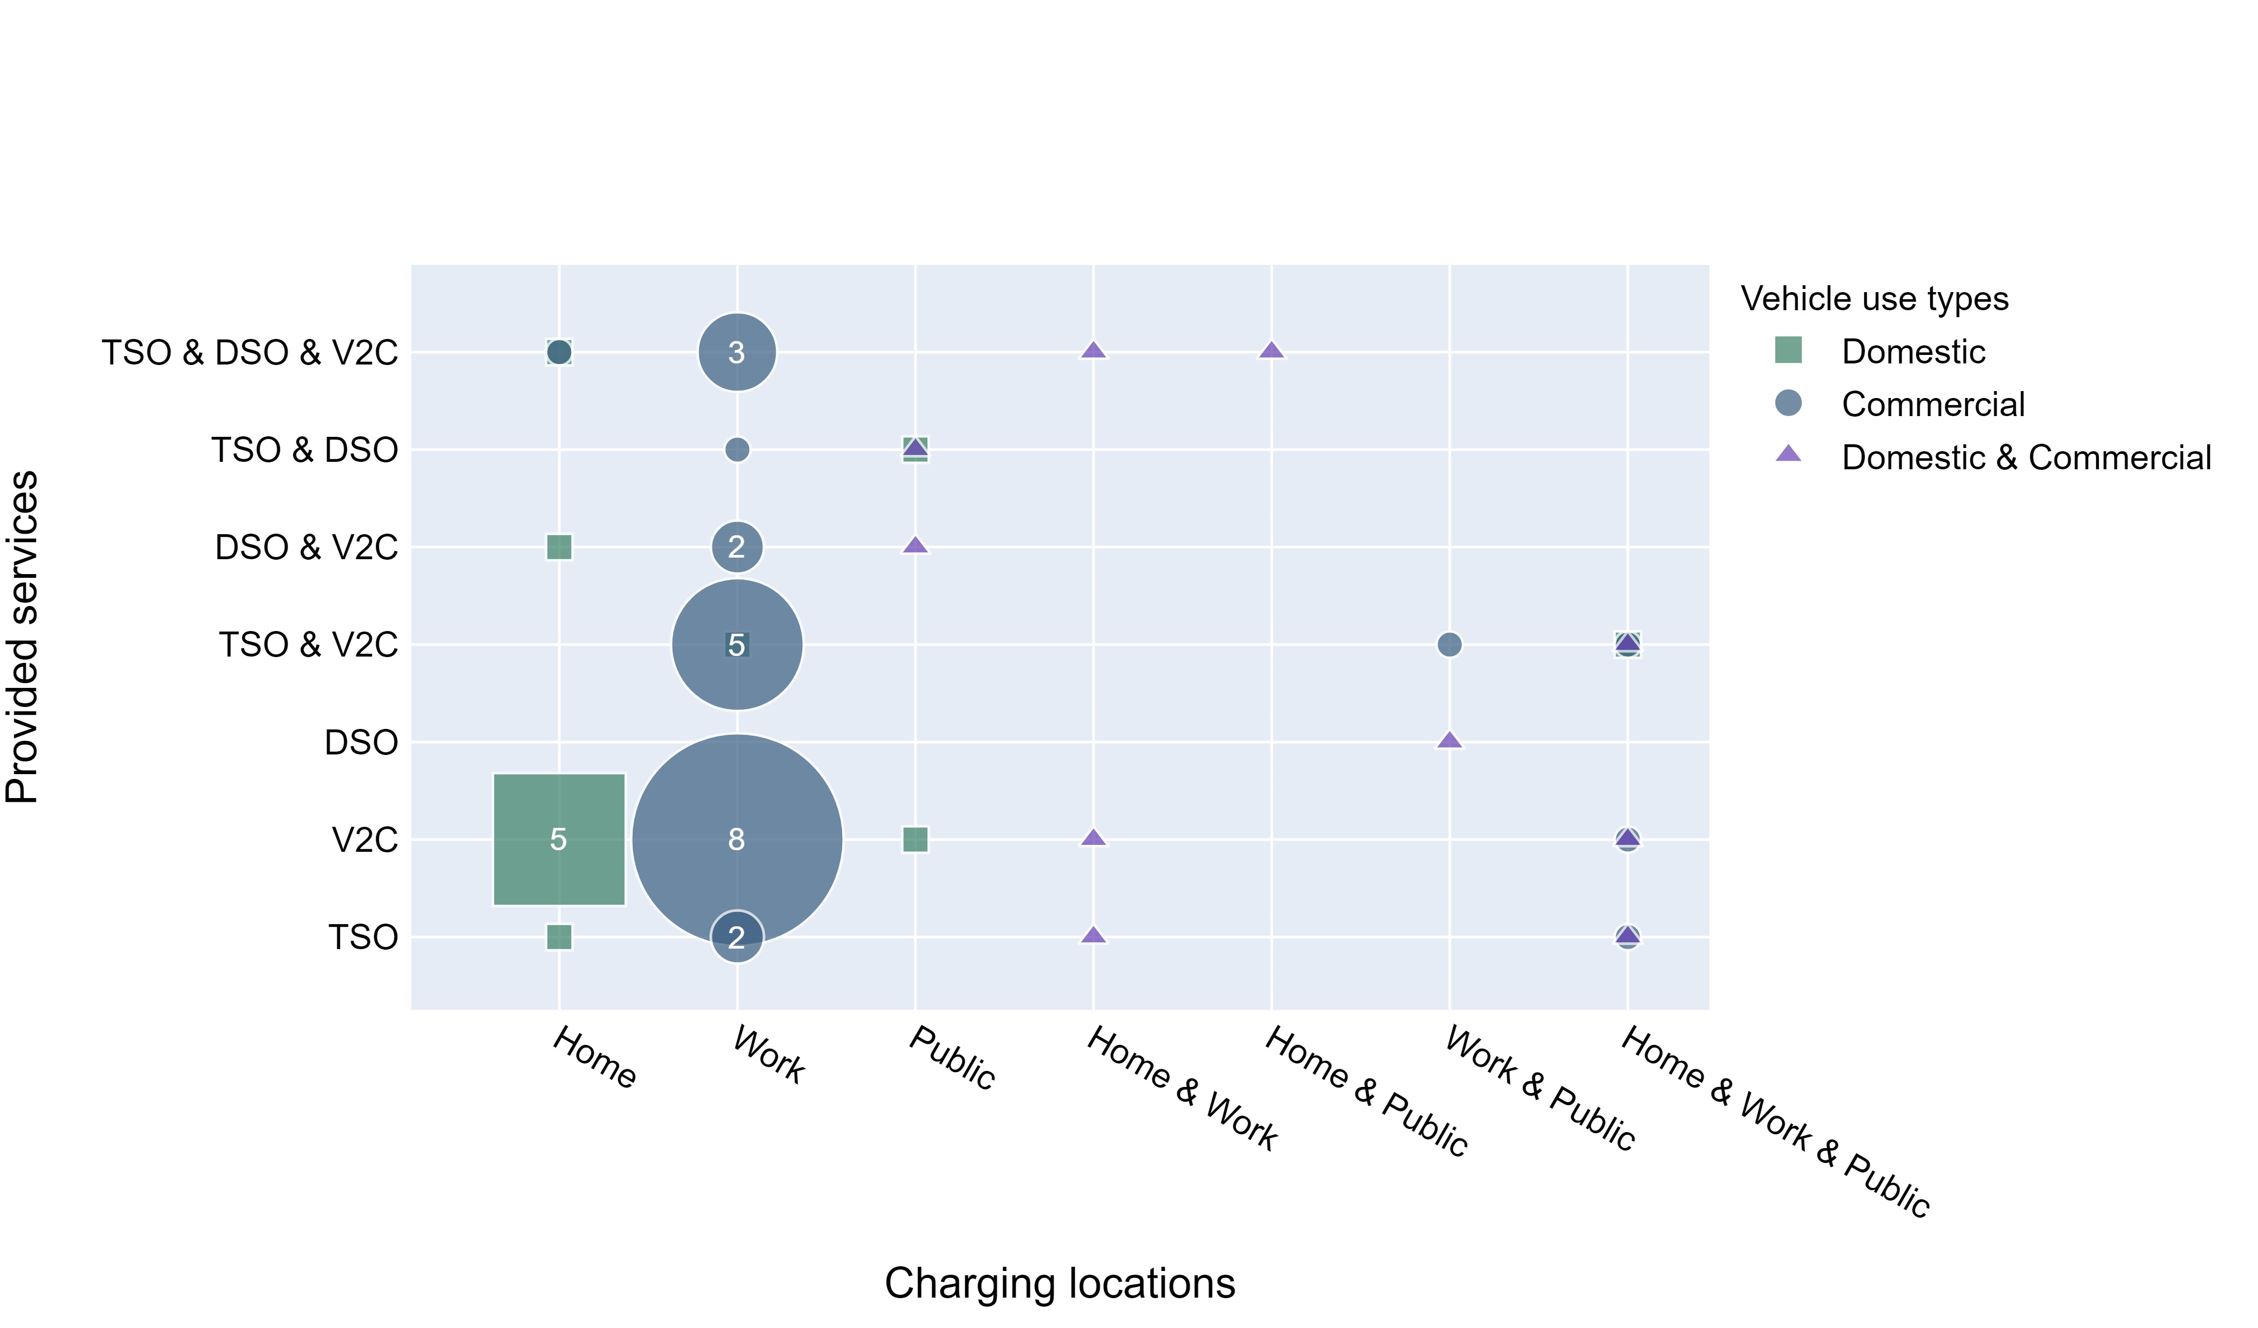 Vehicle use types
Domestic
Commercial
Domestic & Commercial
Provided services
TSO & DSO & V2C
TSO & DSO
DSO & V2C
TSO & V2C
DSO
V2C
TSO
3
2
5
5
8
2
Home
Work
Public
Home & Work
Home & Public
Work & Public
Home & Work & Public
Charging locations